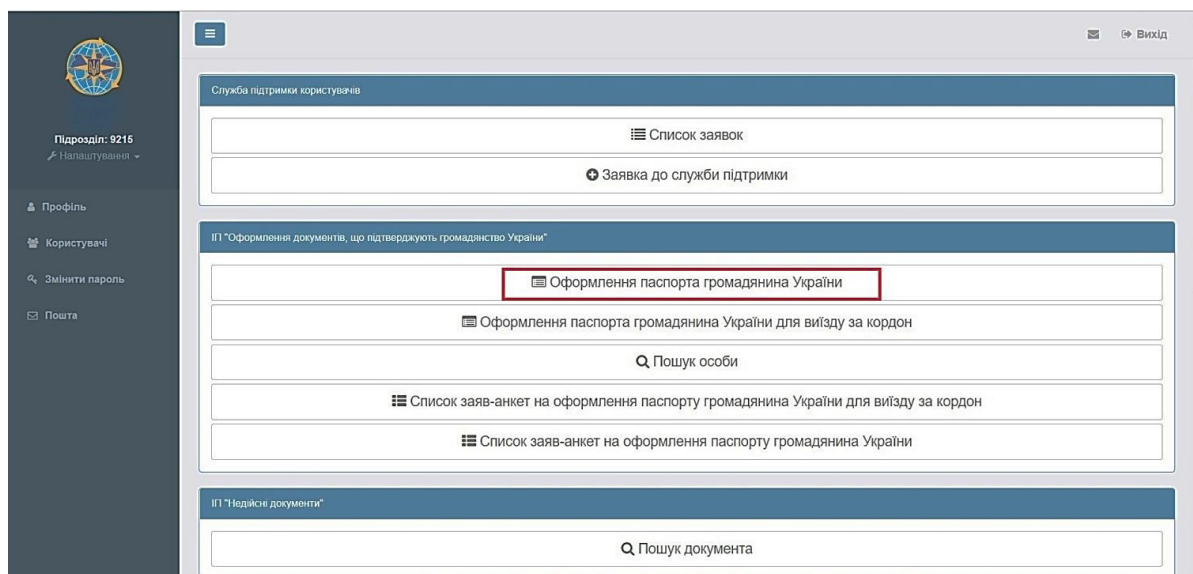 Вихід
Підрозділ: 9215
Налаштування
Профіль
Користувачі
Змінити пароль
Пошта
Служба підтримки користувачів
Список заявок
Заявка до служби підтримки
ІП "Оформлення документів, що підтверджують громадянство України"
Оформлення паспорта громадянина України
Оформлення паспорта громадянина України для виїзду за кордон
Пошук особи
Список заяв-анкет на оформлення паспорту громадянина України для виїзду за кордон
Список заяв-анкет на оформлення паспорту громадянина України
ІП "Недійсні документи"
Пошук документа